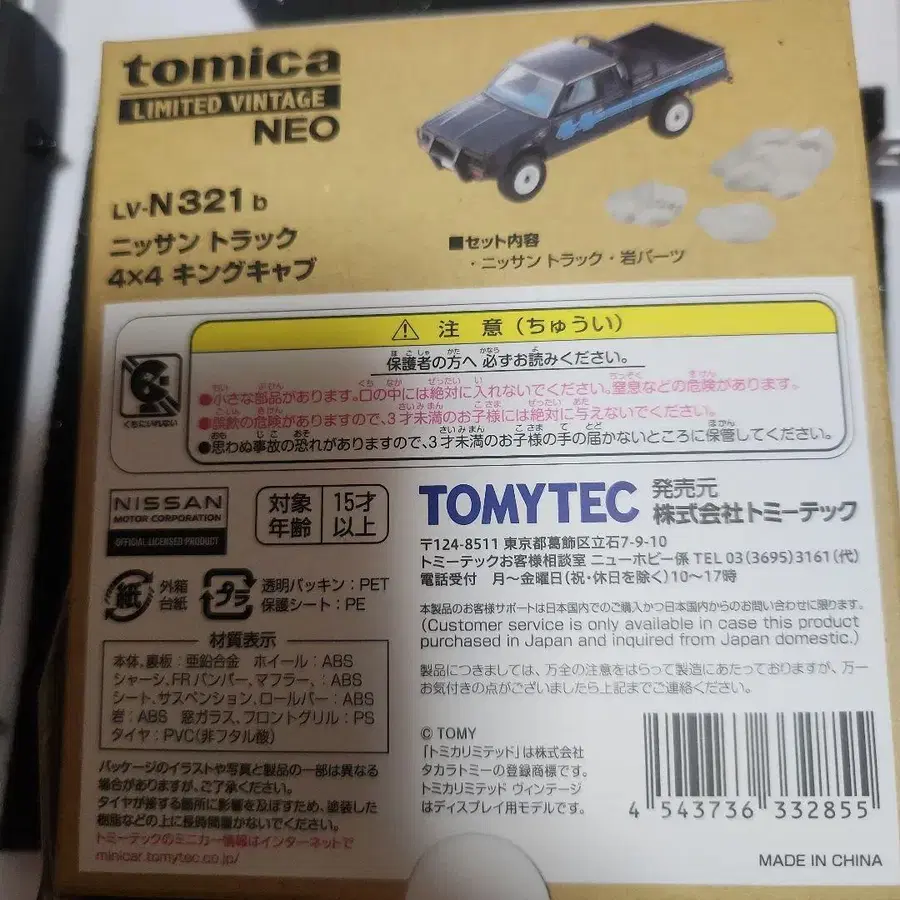 tomica
LIMITED VINTAGE
NEO
LV-N321b
ニッサン トラック
4×4 キングキャブ
■セット内容
・ニッサン トラック・岩パーツ
注 意(ちゅうい)
保護者の方へ 必ずお読みください。
●小さな部品があります。口の中には絶対に入れないでください。窒息などの危険があります。
●誤飲の危険がありますので、3才未満のお子様には絶対に与えないでください。
●思わぬ事故の恐れがありますので、3才未満のお子様の手の届かないところに保管してください。
くちにいれない
NISSAN
MOTOR CORPORATION
OFFICIAL LICENSED PRODUCT
対象年齢 15才以上
紙 外箱 台紙
プラ 透明パッキン:PET
保護シート:PE
材質表示
本体、裏板:亜鉛合金 ホイール:ABS
シャーシ、FRバンパー、マフラー、:ABS
シート、サスペンション、ロールバー:ABS
岩:ABS 窓ガラス、フロントグリル:PS
タイヤ:PVC(非フタル酸)
パッケージのイラストや写真と製品の一部は異なる
場合がありますが、ご了承ください。
タイヤが接する箇所に影響を及ぼすため、塗装した
樹脂などの上に長時間置かないでください。
トミーテックのミニカー情報はインターネットで
minicar.tomytec.co.jp/
TOMYTEC 発売元
株式会社トミーテック
〒124-8511 東京都葛飾区立石7-9-10
トミーテックお客様相談室 ニューホビー係 TEL 03(3695)3161(代)
電話受付 月~金曜日(祝・休日を除く)10~17時
本製品のお客様サポートは日本国内でのご購入かつ日本国内からのお問い合わせに限ります。
(Customer service is only available in case this product
purchased in Japan and inquired from Japan domestic.)
製品につきましては、万全の注意をはらって製造にあたっておりますが、万一
お気付きの点がございましたら上記までご連絡ください。
© TOMY
「トミカリミテッド」は株式会社
タカラトミーの登録商標です。
トミカリミテッド ヴィンテージ
はディスプレイ用モデルです。
4 543736 332855
MADE IN CHINA